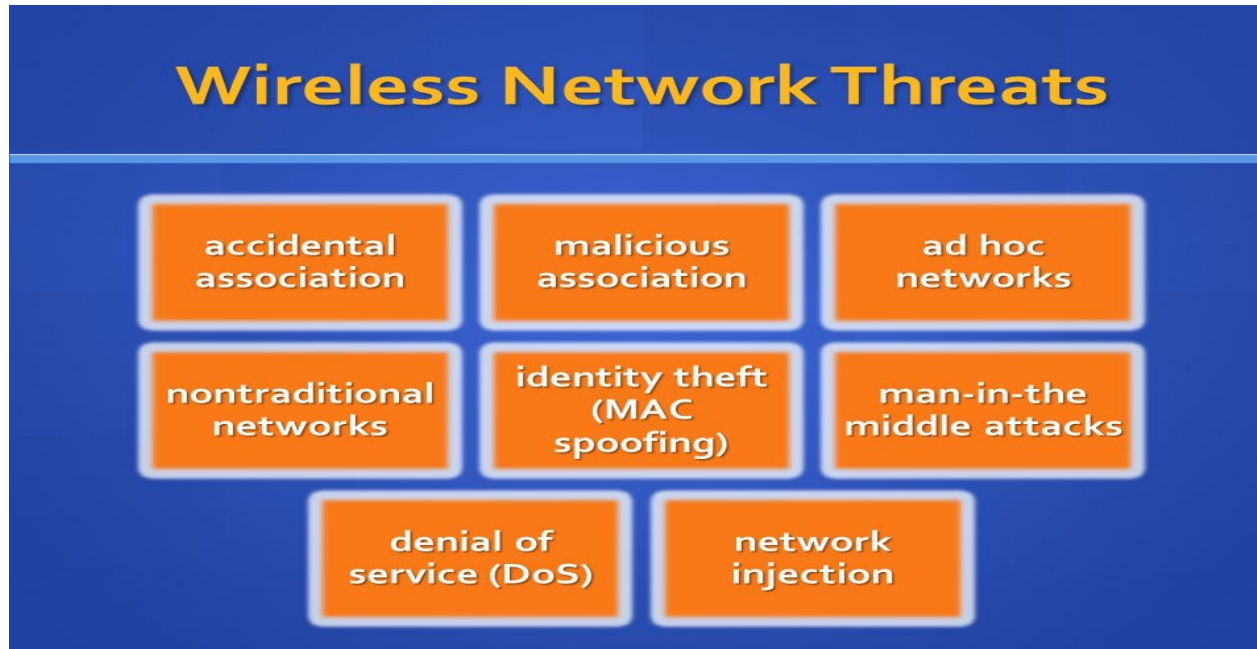 Wireless Network Threats
accidental
association
malicious
association
ad hoc
networks
nontraditional
networks
identity theft
(MAC
spoofing)
man-in-the
middle attacks
denial of
service (DoS)
network
injection